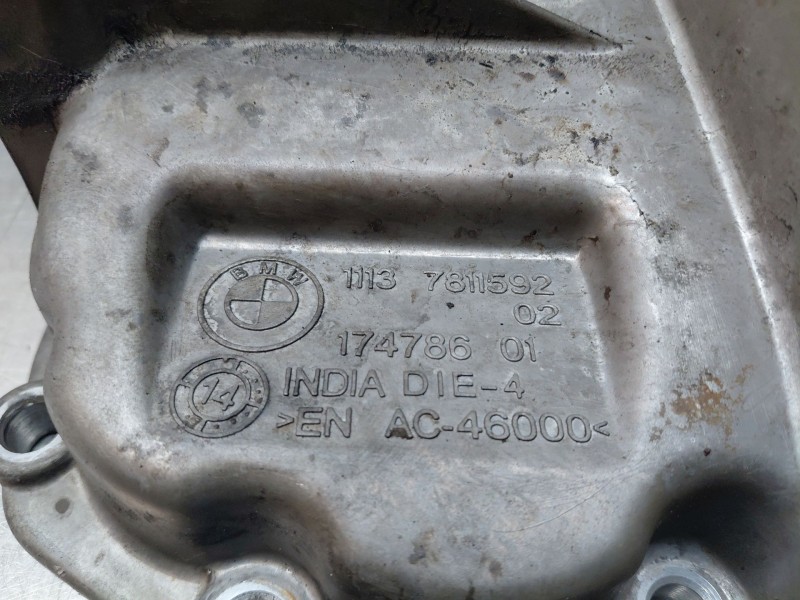 BMW
1113 7811592
02
174786 01
14
INDIA DIE-4
>EN AC-46000<